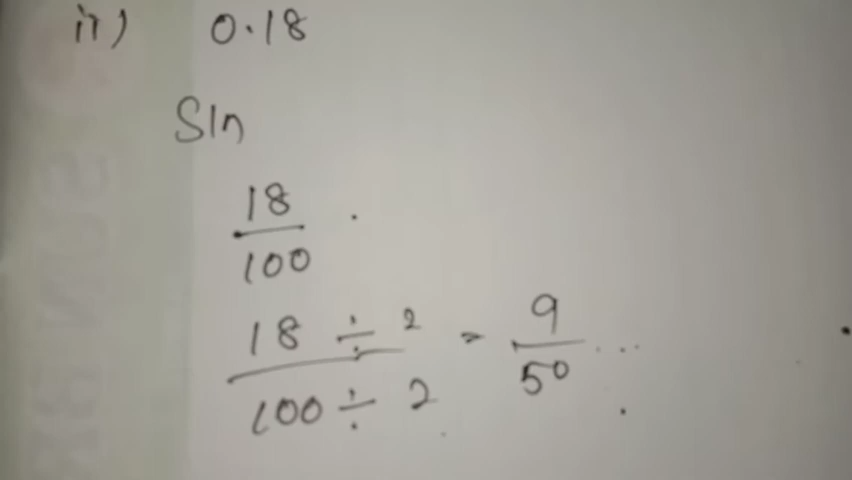 ii) 0.18
Sln
18
100
18 ÷ 2 = 9
100 ÷ 2 50